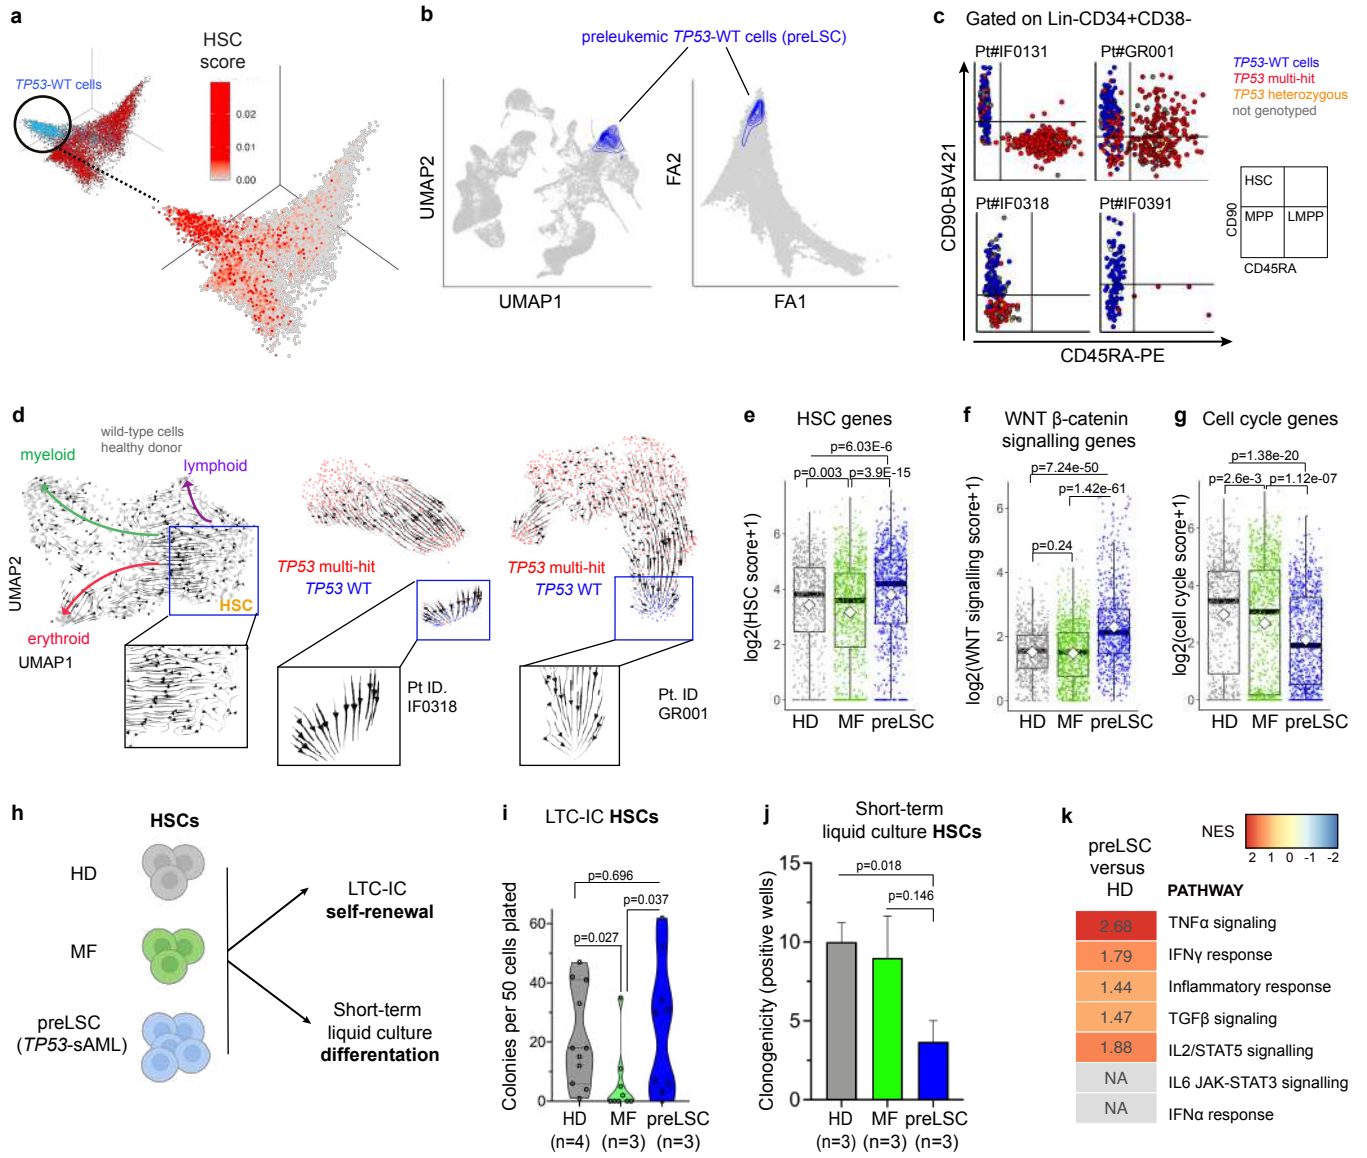 a
HSC
score
TP53-WT cells
0.02
0.01
0.00
b
preleukemic TP53-WT cells (preLSC)
UMAP2
UMAP1
FA2
FA1
c Gated on Lin-CD34+CD38-
Pt#IF0131
Pt#GR001
Pt#IF0318
Pt#IF0391
CD90-BV421
CD45RA-PE
TP53-WT cells
TP53 multi-hit
TP53 heterozygous
not genotyped
HSC
MPP
LMPP
CD90
CD45RA
d
wild-type cells
healthy donor
myeloid
lymphoid
HSC
erythroid
UMAP2
UMAP1
TP53 multi-hit
TP53 WT
Pt ID.
IF0318
TP53 multi-hit
TP53 WT
Pt. ID
GR001
e HSC genes
p=6.03E-6
p=0.003
p=3.9E-15
log2(HSC score+1)
6
4
2
0
HD MF preLSC
f WNT β-catenin
signalling genes
p=7.24e-50
p=1.42e-61
p=0.24
log2(WNT signalling score+1)
6
4
2
0
HD MF preLSC
g Cell cycle genes
p=1.38e-20
p=2.6e-3
p=1.12e-07
log2(cell cycle score+1)
6
4
2
0
HD MF preLSC
h
HSCs
HD
MF
preLSC
(TP53-sAML)
LTC-IC
self-renewal
Short-term
liquid culture
differentation
i LTC-IC HSCs
p=0.696
p=0.037
p=0.027
Colonies per 50 cells plated
60
40
20
0
HD MF preLSC
(n=4) (n=3) (n=3)
j Short-term
liquid culture HSCs
p=0.018
p=0.146
Clonogenicity (positive wells)
15
10
5
0
HD MF preLSC
(n=3) (n=3) (n=3)
k
NES
2 1 0 -1 -2
preLSC
versus
HD PATHWAY
2.68 TNFα signaling
1.79 IFNγ response
1.44 Inflammatory response
1.47 TGFβ signaling
1.88 IL2/STAT5 signalling
NA IL6 JAK-STAT3 signalling
NA IFNα response